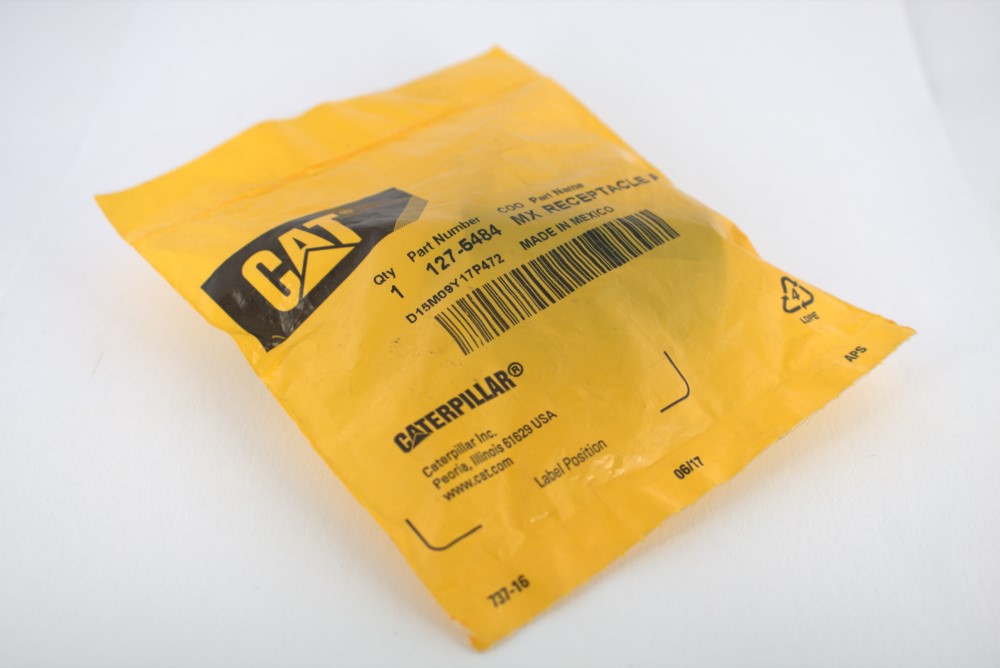 CAT
Qty Part Number COO Part Name
1 127-5484 MX RECEPTACLE A
D15M09Y17P472 MADE IN MEXICO
CATERPILLAR®
Caterpillar Inc.
Peoria, Illinois 61629 USA
www.cat.com
Label Position
4
LDPE
APS
06/17
737-16